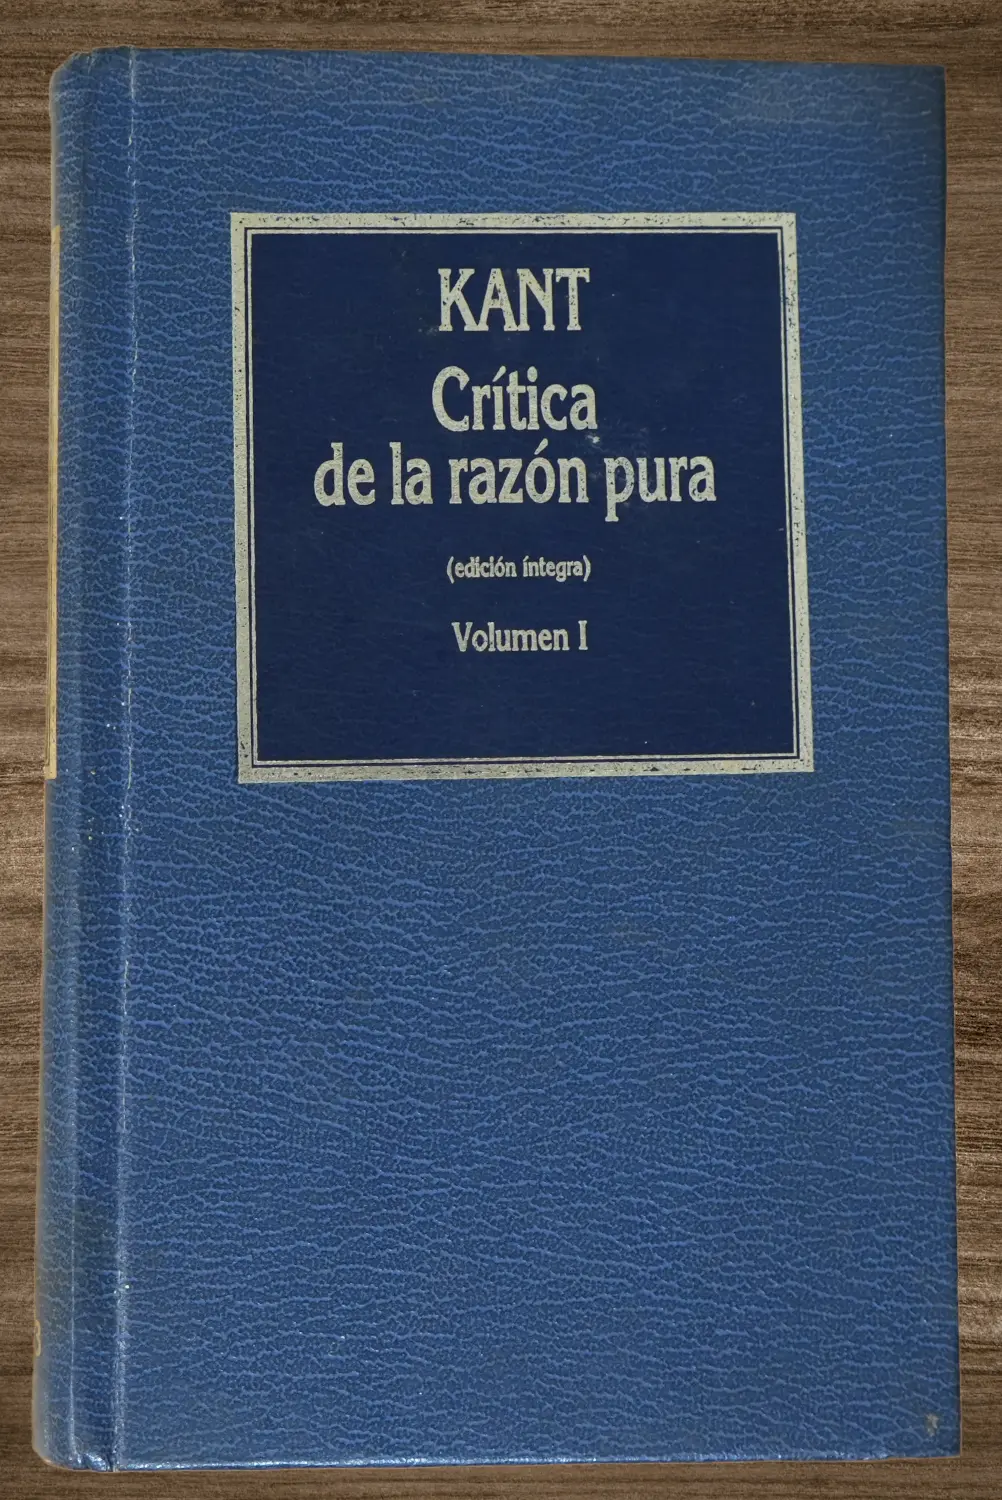 KANT
Crítica
de la razón pura
(edición íntegra)
Volumen I